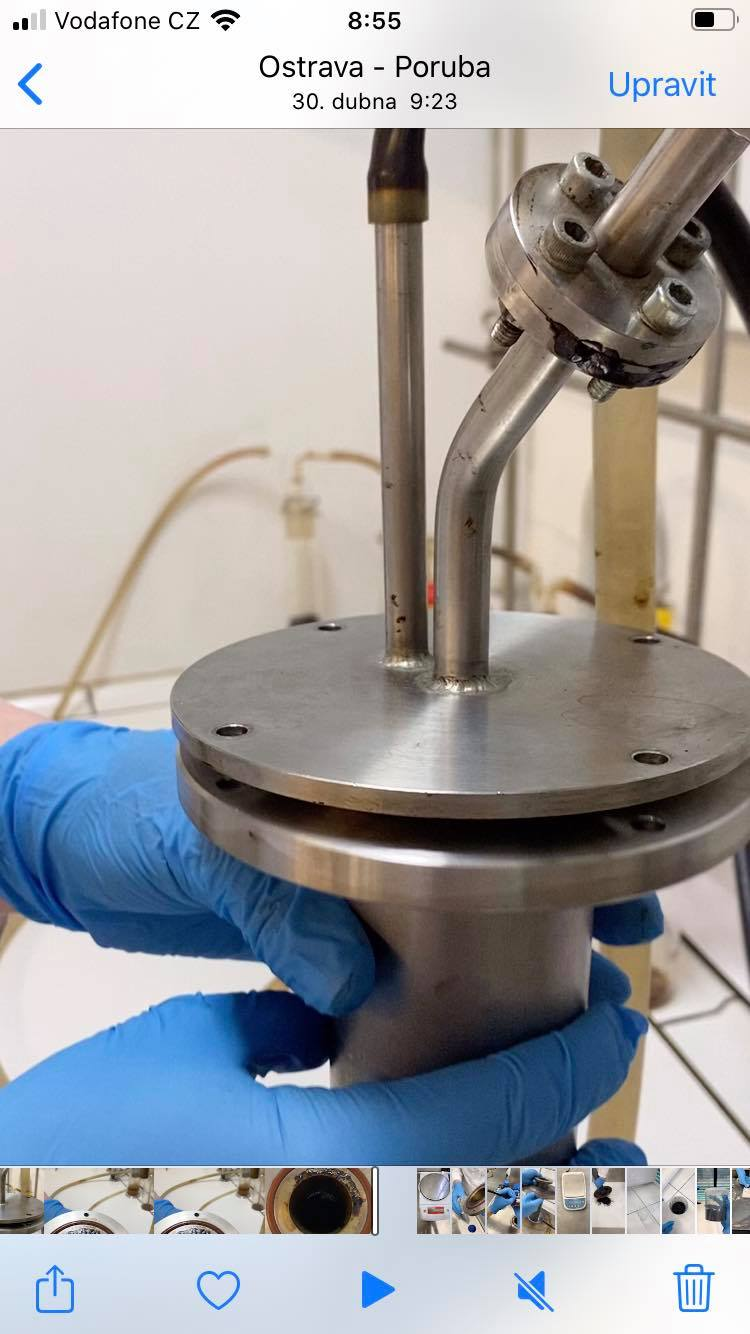 Vodafone CZ 8:55
Ostrava - Poruba
30. dubna 9:23
Upravit